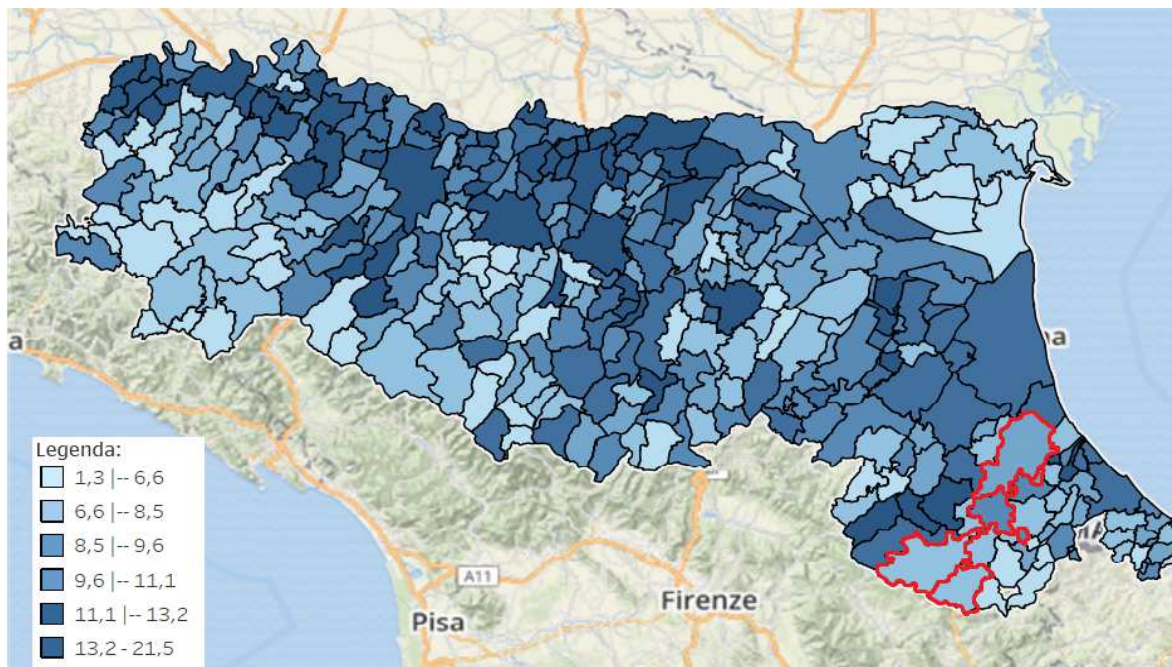 Legenda:
1,3 |-- 6,6
6,6 |-- 8,5
8,5 |-- 9,6
9,6 |-- 11,1
11,1 |-- 13,2
13,2 - 21,5
A11
Firenze
Pisa